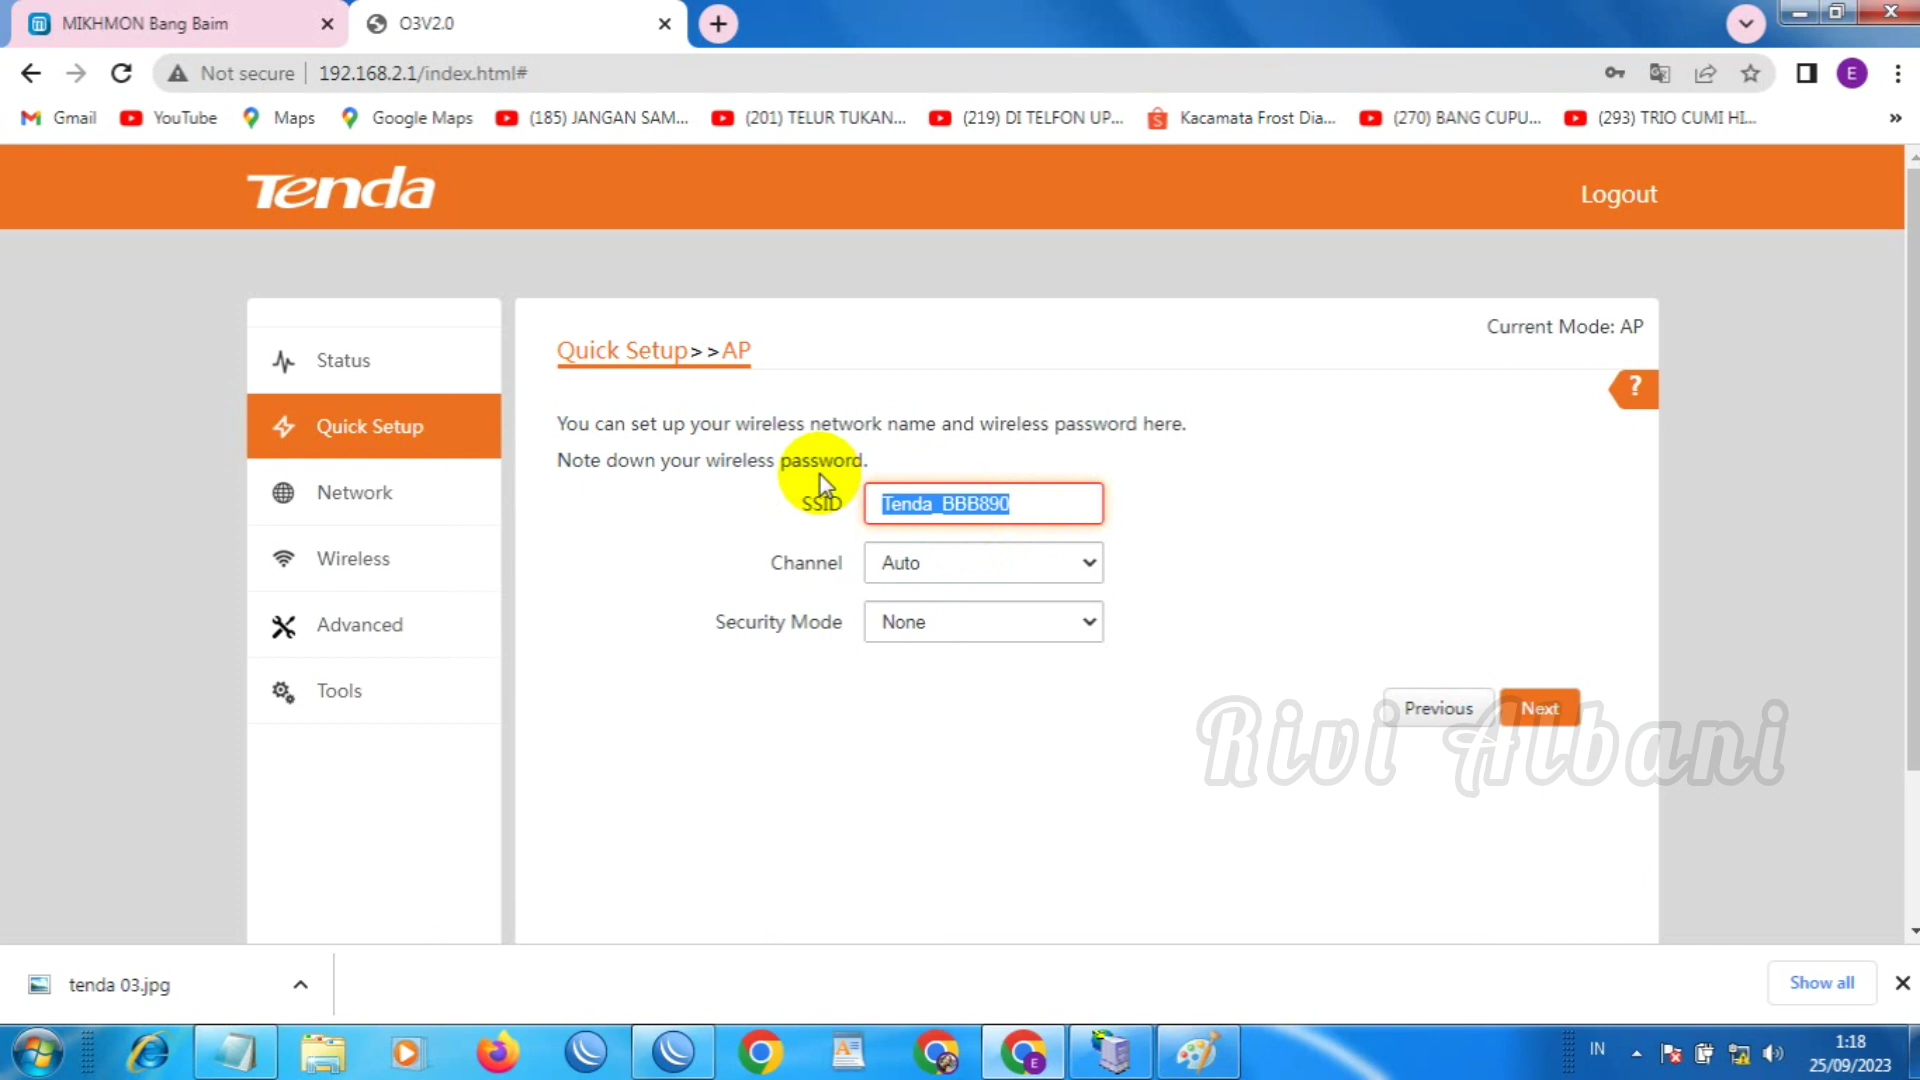 MIKHMON Bang Baim
O3V2.0
Not secure
192.168.2.1/index.html#
E
Gmail
YouTube
Maps
Google Maps
(185) JANGAN SAM...
(201) TELUR TUKAN...
(219) DI TELFON UP...
Kacamata Frost Dia...
(270) BANG CUPU...
(293) TRIO CUMI HI...
»
Tenda
Logout
Current Mode: AP
Status
Quick Setup
Network
Wireless
Advanced
Tools
Quick Setup>>AP
?
You can set up your wireless network name and wireless password here.
Note down your wireless password.
SSID
Tenda_BBB890
Channel
Auto
Security Mode
None
Previous
Next
Rivi Albani
tenda 03.jpg
Show all
IN
1:18
25/09/2023